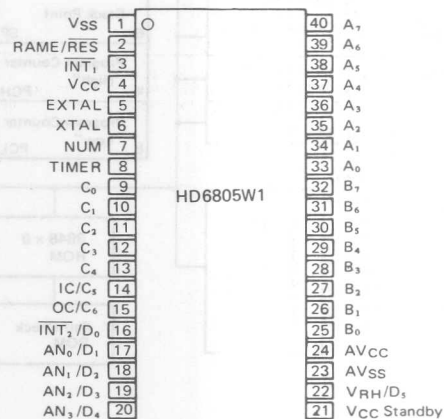 VSS 1
RAME/RES 2
INT₁ 3
VCC 4
EXTAL 5
XTAL 6
NUM 7
TIMER 8
C₀ 9
C₁ 10
C₂ 11
C₃ 12
C₄ 13
IC/C₅ 14
OC/C₆ 15
INT₂/D₀ 16
AN₀/D₁ 17
AN₁/D₂ 18
AN₂/D₃ 19
AN₃/D₄ 20
HD6805W1
40 A₇
39 A₆
38 A₅
37 A₄
36 A₃
35 A₂
34 A₁
33 A₀
32 B₇
31 B₆
30 B₅
29 B₄
28 B₃
27 B₂
26 B₁
25 B₀
24 AVCC
23 AVSS
22 VRH/D₅
21 VCC Standby